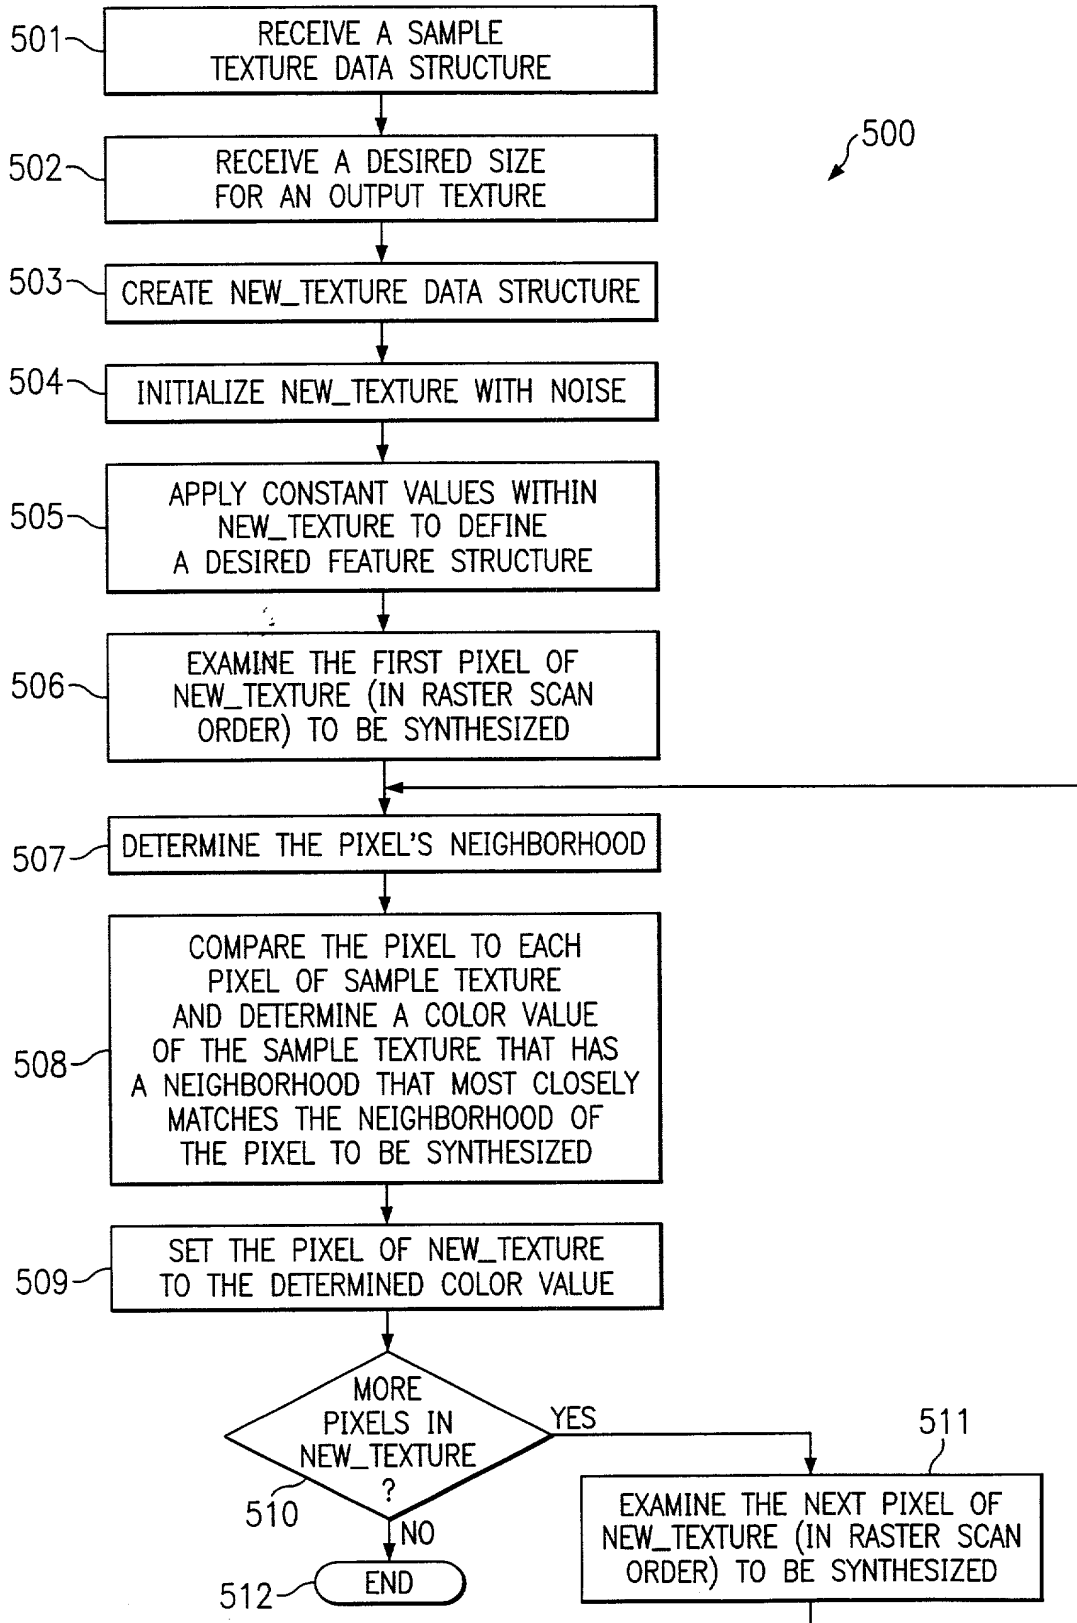 501
RECEIVE A SAMPLE
TEXTURE DATA STRUCTURE
500
502
RECEIVE A DESIRED SIZE
FOR AN OUTPUT TEXTURE
503
CREATE NEW_TEXTURE DATA STRUCTURE
504
INITIALIZE NEW_TEXTURE WITH NOISE
505
APPLY CONSTANT VALUES WITHIN
NEW_TEXTURE TO DEFINE
A DESIRED FEATURE STRUCTURE
506
EXAMINE THE FIRST PIXEL OF
NEW_TEXTURE (IN RASTER SCAN
ORDER) TO BE SYNTHESIZED
507
DETERMINE THE PIXEL'S NEIGHBORHOOD
508
COMPARE THE PIXEL TO EACH
PIXEL OF SAMPLE TEXTURE
AND DETERMINE A COLOR VALUE
OF THE SAMPLE TEXTURE THAT HAS
A NEIGHBORHOOD THAT MOST CLOSELY
MATCHES THE NEIGHBORHOOD OF
THE PIXEL TO BE SYNTHESIZED
509
SET THE PIXEL OF NEW_TEXTURE
TO THE DETERMINED COLOR VALUE
MORE
PIXELS IN
NEW_TEXTURE
?
510
YES
NO
511
EXAMINE THE NEXT PIXEL OF
NEW_TEXTURE (IN RASTER SCAN
ORDER) TO BE SYNTHESIZED
512
END